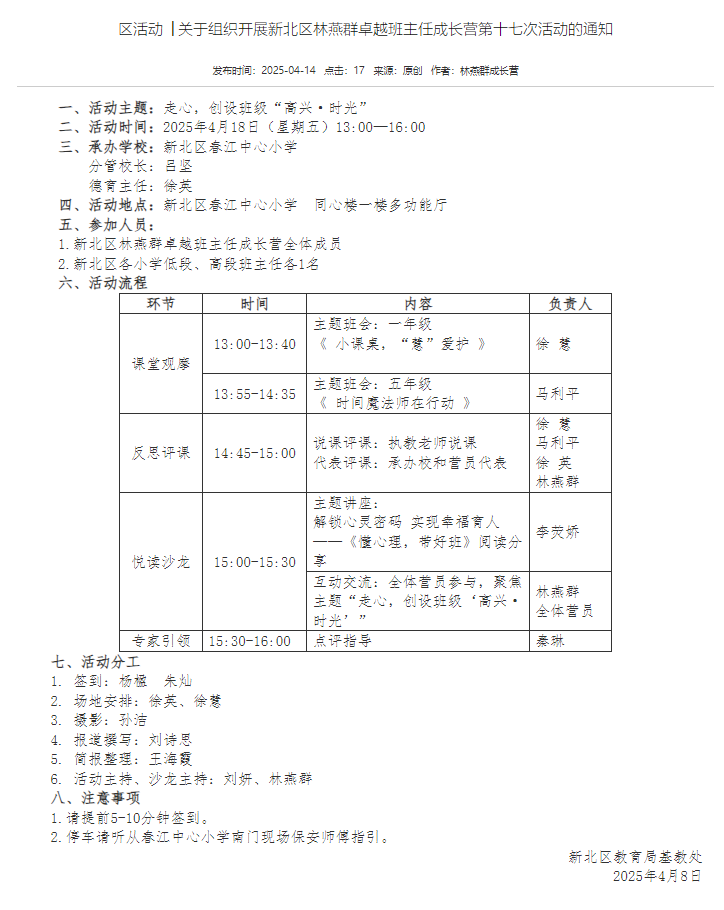 区活动 | 关于组织开展新北区林燕群卓越班主任成长营第十七次活动的通知
发布时间：2025-04-14 点击：17 来源：原创 作者：林燕群成长营
一、活动主题：走心，创设班级“高兴·时光”
二、活动时间：2025年4月18日（星期五）13:00—16:00
三、承办学校：新北区春江中心小学
分管校长：吕坚
德育主任：徐英
四、活动地点：新北区春江中心小学 同心楼一楼多功能厅
五、参加人员：
1.新北区林燕群卓越班主任成长营全体成员
2.新北区各小学低段、高段班主任各1名
六、活动流程
环节 时间 内容 负责人
课堂观摩
13:00-13:40
主题班会：一年级
《 小课桌，“慧”爱护 》
徐 慧
13:55-14:35
主题班会：五年级
《 时间魔法师在行动 》
马利平
反思评课
14:45-15:00
说课评课：执教老师说课
代表评课：承办校和营员代表
徐 慧
马利平
徐 英
林燕群
悦读沙龙
15:00-15:30
主题讲座：
解锁心灵密码 实现幸福育人
——《懂心理，带好班》阅读分
享
李荧娇
互动交流：全体营员参与，聚焦
主题“走心，创设班级‘高兴·
时光’”
林燕群
全体营员
专家引领 15:30-16:00 点评指导 秦琳
七、活动分工
1. 签到：杨楹 朱灿
2. 场地安排：徐英、徐慧
3. 摄影：孙洁
4. 报道撰写：刘诗思
5. 简报整理：王海霞
6. 活动主持、沙龙主持：刘妍、林燕群
八、注意事项
1.请提前5-10分钟签到。
2.停车请听从春江中心小学南门现场保安师傅指引。
新北区教育局基教处
2025年4月8日